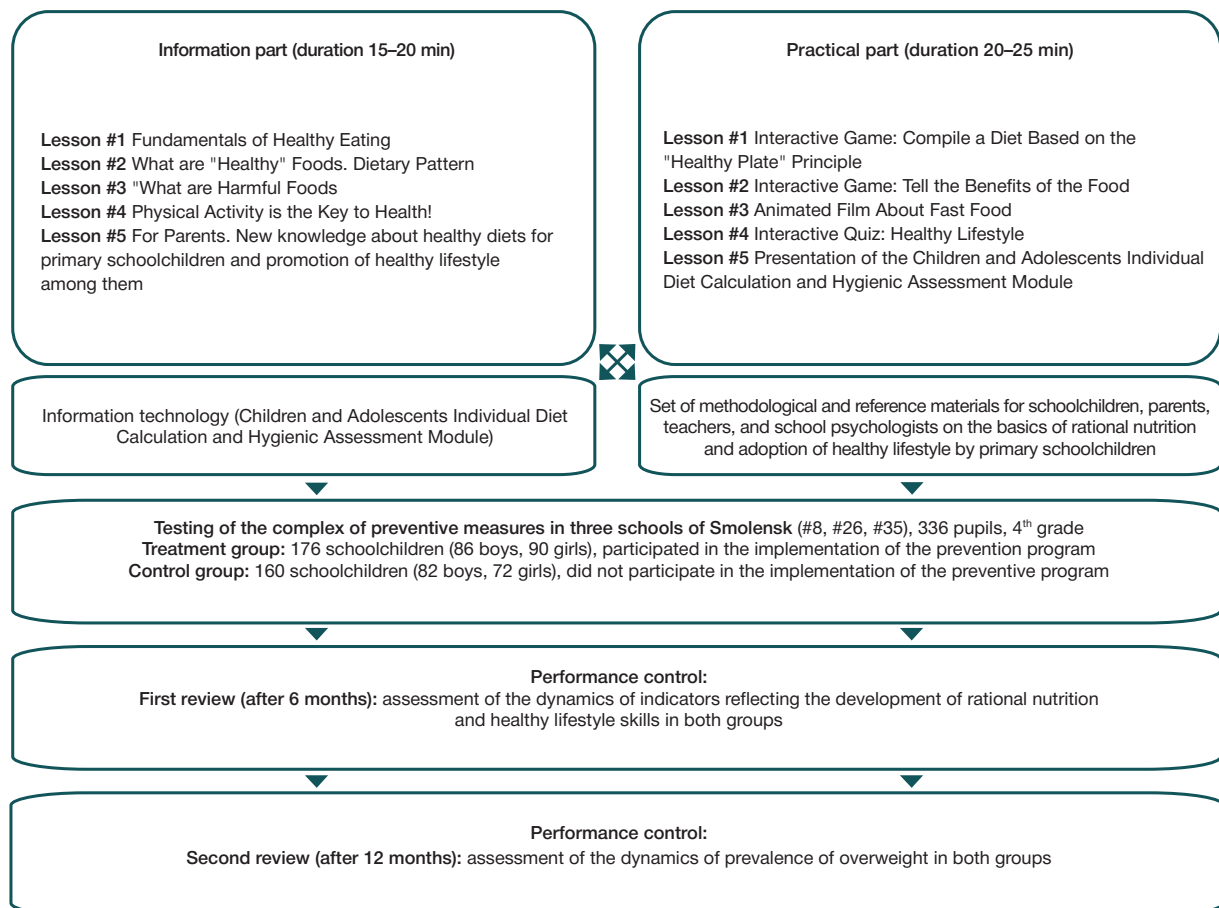 Information part (duration 15–20 min)
Lesson #1 Fundamentals of Healthy Eating
Lesson #2 What are "Healthy" Foods. Dietary Pattern
Lesson #3 "What are Harmful Foods
Lesson #4 Physical Activity is the Key to Health!
Lesson #5 For Parents. New knowledge about healthy diets for
primary schoolchildren and promotion of healthy lifestyle
among them
Practical part (duration 20–25 min)
Lesson #1 Interactive Game: Compile a Diet Based on the
"Healthy Plate" Principle
Lesson #2 Interactive Game: Tell the Benefits of the Food
Lesson #3 Animated Film About Fast Food
Lesson #4 Interactive Quiz: Healthy Lifestyle
Lesson #5 Presentation of the Children and Adolescents Individual
Diet Calculation and Hygienic Assessment Module
Information technology (Children and Adolescents Individual Diet
Calculation and Hygienic Assessment Module)
Set of methodological and reference materials for schoolchildren, parents,
teachers, and school psychologists on the basics of rational nutrition
and adoption of healthy lifestyle by primary schoolchildren
Testing of the complex of preventive measures in three schools of Smolensk (#8, #26, #35), 336 pupils, 4th grade
Treatment group: 176 schoolchildren (86 boys, 90 girls), participated in the implementation of the prevention program
Control group: 160 schoolchildren (82 boys, 72 girls), did not participate in the implementation of the preventive program
Performance control:
First review (after 6 months): assessment of the dynamics of indicators reflecting the development of rational nutrition
and healthy lifestyle skills in both groups
Performance control:
Second review (after 12 months): assessment of the dynamics of prevalence of overweight in both groups